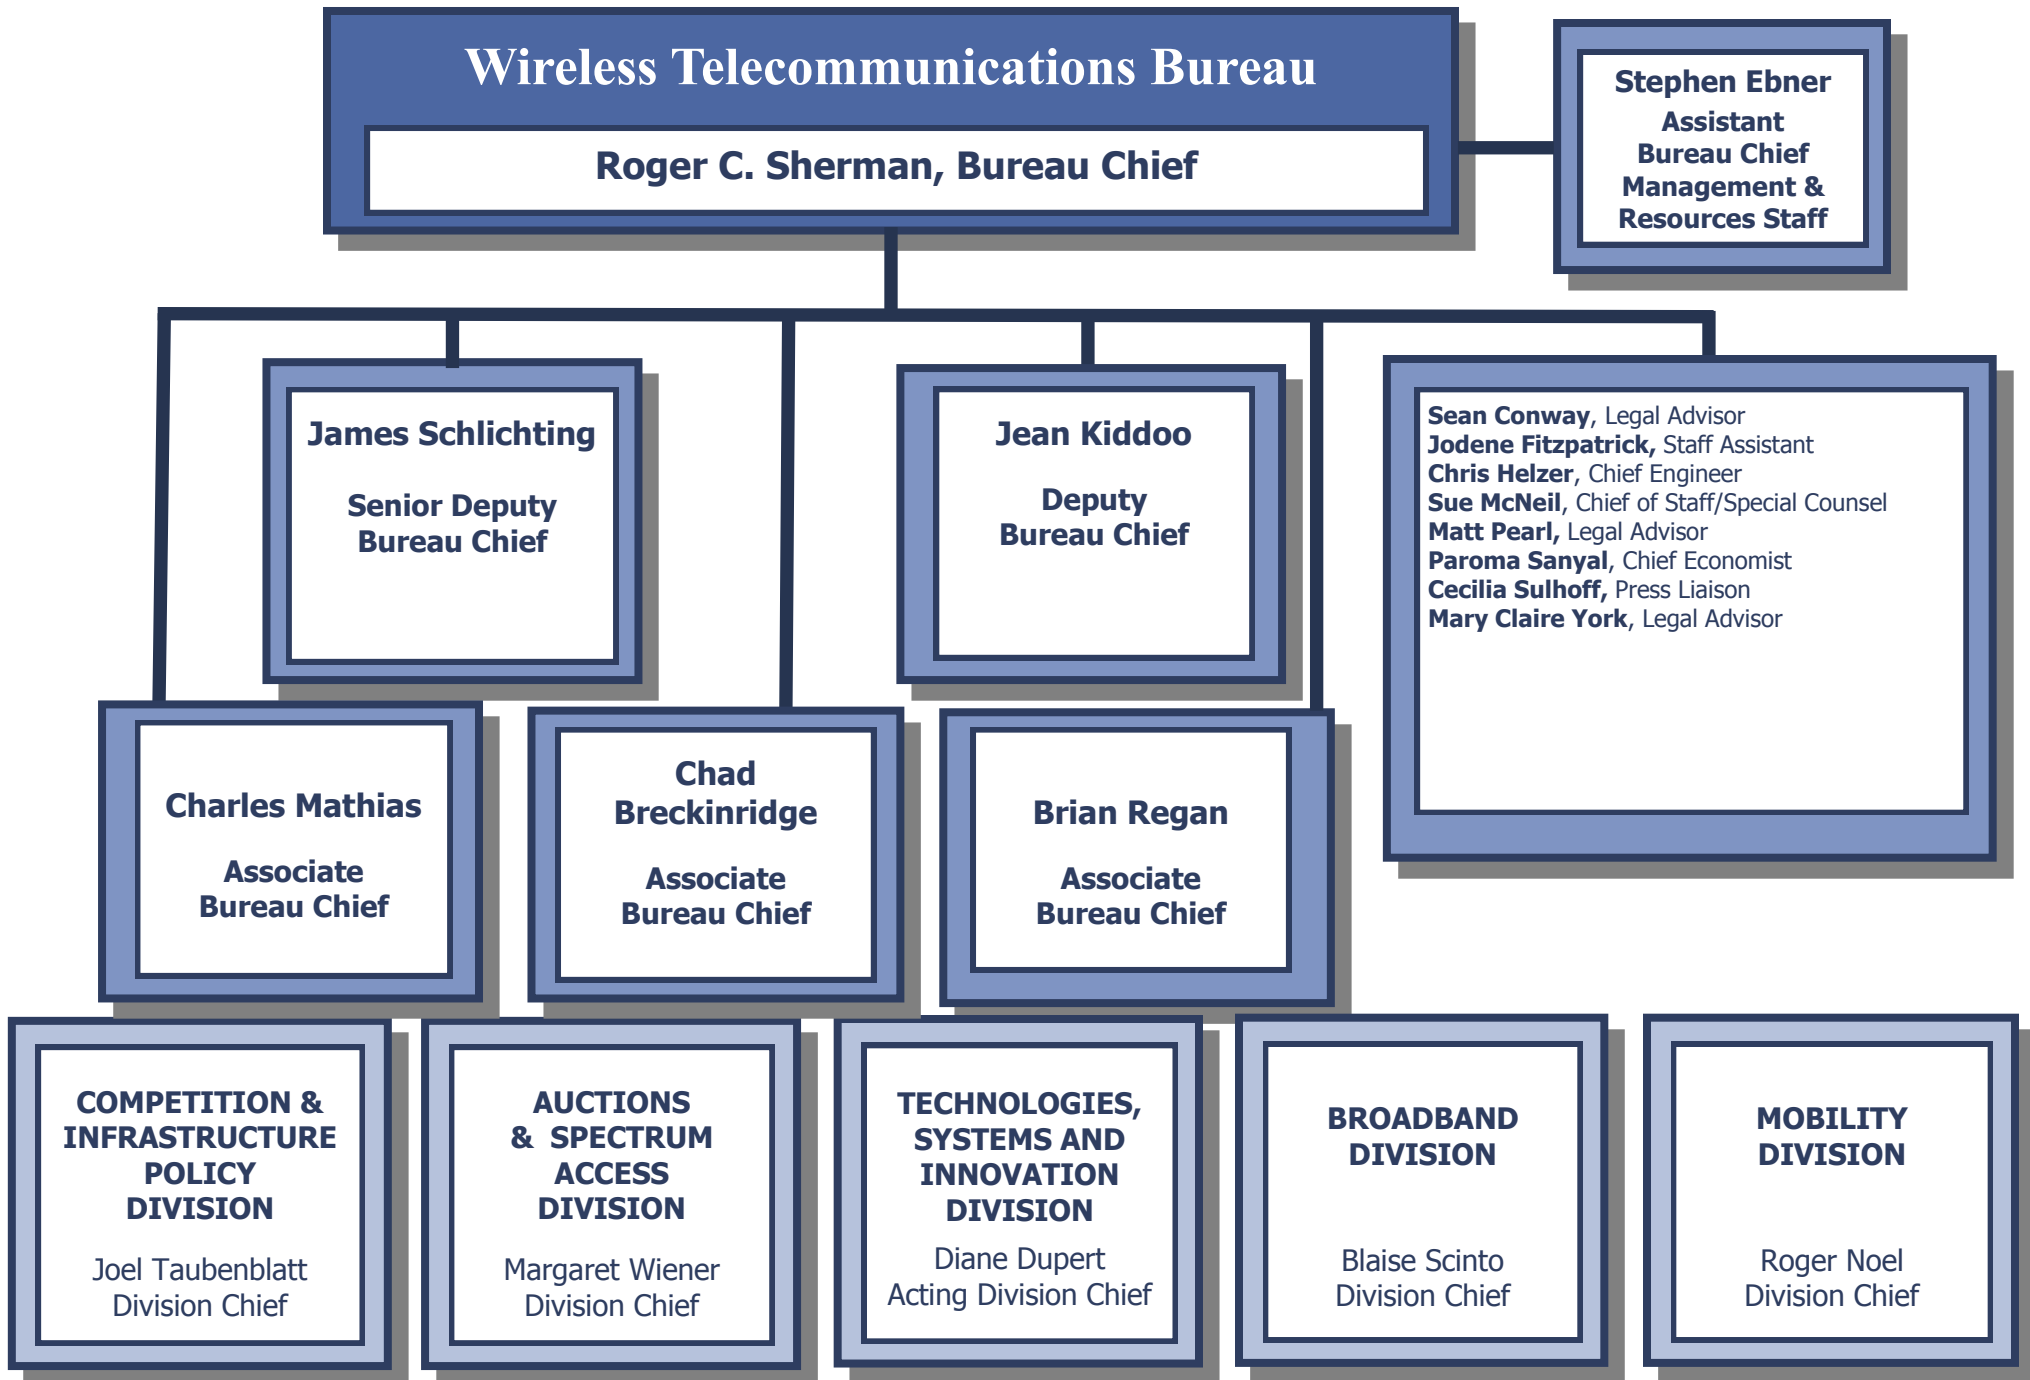 Wireless Telecommunications Bureau
Roger C. Sherman, Bureau Chief
Stephen Ebner
Assistant
Bureau Chief
Management &
Resources Staff
James Schlichting
Senior Deputy
Bureau Chief
Jean Kiddoo
Deputy
Bureau Chief
Sean Conway, Legal Advisor
Jodene Fitzpatrick, Staff Assistant
Chris Helzer, Chief Engineer
Sue McNeil, Chief of Staff/Special Counsel
Matt Pearl, Legal Advisor
Paroma Sanyal, Chief Economist
Cecilia Sulhoff, Press Liaison
Mary Claire York, Legal Advisor
Charles Mathias
Associate
Bureau Chief
Chad
Breckinridge
Associate
Bureau Chief
Brian Regan
Associate
Bureau Chief
COMPETITION &
INFRASTRUCTURE
POLICY
DIVISION
Joel Taubenblatt
Division Chief
AUCTIONS
& SPECTRUM
ACCESS
DIVISION
Margaret Wiener
Division Chief
TECHNOLOGIES,
SYSTEMS AND
INNOVATION
DIVISION
Diane Dupert
Acting Division Chief
BROADBAND
DIVISION
Blaise Scinto
Division Chief
MOBILITY
DIVISION
Roger Noel
Division Chief